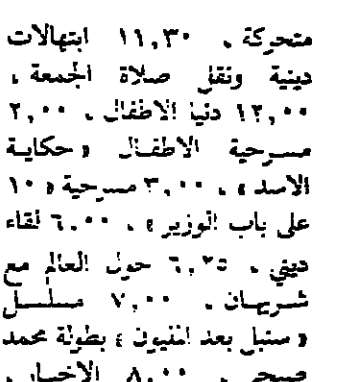 متحركة ، ١١,٣٠ ابتهالات
دينية ونقل صلاة الجمعة ،
١٢,٠٠ دنيا الاطفال ، ٢,٠٠
مسرحية الاطفال « حكاية
الاسد » ، ٣,٠٠ مسرحية « ١٠
على باب الوزير » ، ٦,٠٠ لقاء
ديني ، ٦,٢٥ حول العالم مع
شريهان ، ٧,٠٠ مسلسل
« سنبل بعد المليون » بطولة محمد
صبحي ، ٨,٠٠ الاخبار ،